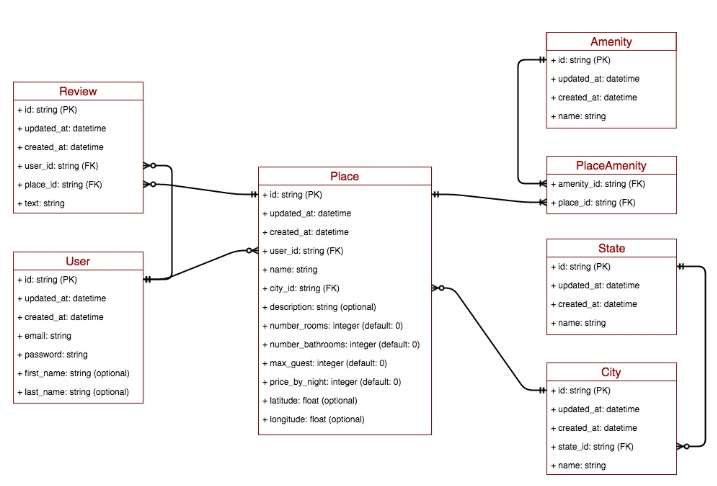 Review
+ id: string (PK)
+ updated_at: datetime
+ created_at: datetime
+ user_id: string (FK)
+ place_id: string (FK)
+ text: string
User
+ id: string (PK)
+ updated_at: datetime
+ created_at: datetime
+ email: string
+ password: string
+ first_name: string (optional)
+ last_name: string (optional)
Place
+ id: string (PK)
+ updated_at: datetime
+ created_at: datetime
+ user_id: string (FK)
+ name: string
+ city_id: string (FK)
+ description: string (optional)
+ number_rooms: integer (default: 0)
+ number_bathrooms: integer (default: 0)
+ max_guest: integer (default: 0)
+ price_by_night: integer (default: 0)
+ latitude: float (optional)
+ longitude: float (optional)
Amenity
+ id: string (PK)
+ updated_at: datetime
+ created_at: datetime
+ name: string
PlaceAmenity
+ amenity_id: string (FK)
+ place_id: string (FK)
State
+ id: string (PK)
+ updated_at: datetime
+ created_at: datetime
+ name: string
City
+ id: string (PK)
+ updated_at: datetime
+ created_at: datetime
+ state_id: string (FK)
+ name: string